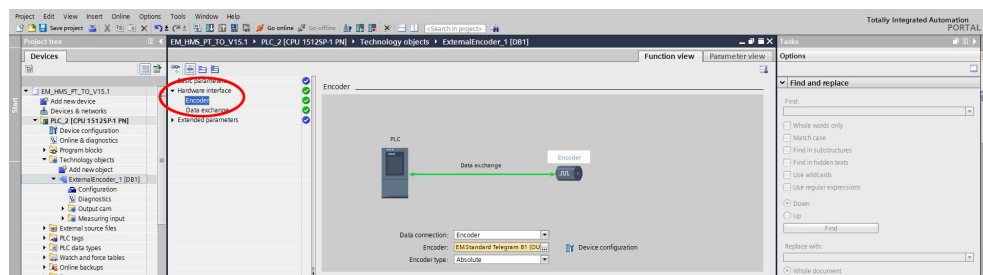 Project Edit View Insert Online Options Tools Window Help
Totally Integrated Automation
PORTAL
Save project
Go online
Go offline
<Search in project>
Project tree
EM_HMS_PT_TO_V15.1 ▸ PLC_2 [CPU 1512SP-1 PN] ▸ Technology objects ▸ ExternalEncoder_1 [DB1]
Tasks
Devices
Function view
Parameter view
Options
Start
EM_HMS_PT_TO_V15.1
Add new device
Devices & networks
PLC_2 [CPU 1512SP-1 PN]
Device configuration
Online & diagnostics
Program blocks
Technology objects
Add new object
ExternalEncoder_1 [DB1]
Configuration
Diagnostics
Output cam
Measuring input
External source files
PLC tags
PLC data types
Watch and force tables
Online backups
Basic parameters
Hardware interface
Encoder
Data exchange
Extended parameters
Encoder
PLC
Data exchange
Encoder
Data connection: Encoder
Encoder: EM.Standard Telegram 81 (OU...
Device configuration
Encoder type: Absolute
Find and replace
Find:
Whole words only
Match case
Find in substructures
Find in hidden texts
Use wildcards
Use regular expressions
Down
Up
Find
Replace with:
Whole document